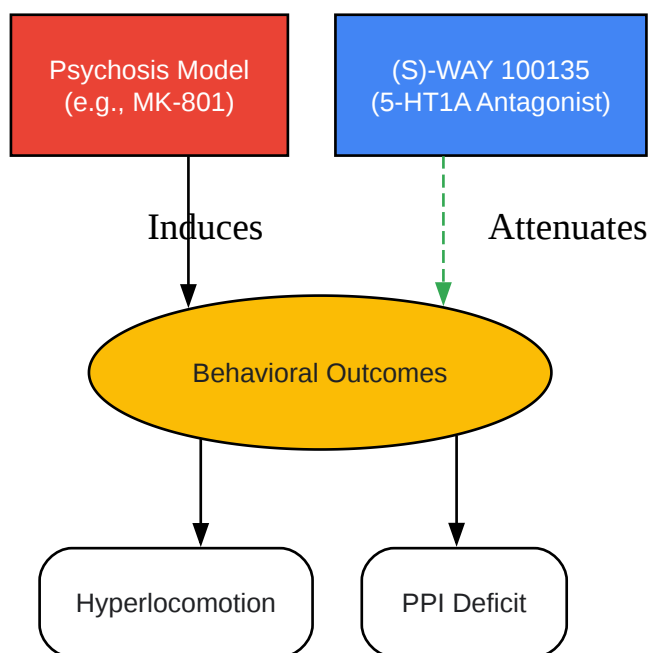 Psychosis Model
(e.g., MK-801)
(S)-WAY 100135
(5-HT1A Antagonist)
Induces
Attenuates
Behavioral Outcomes
Hyperlocomotion
PPI Deficit